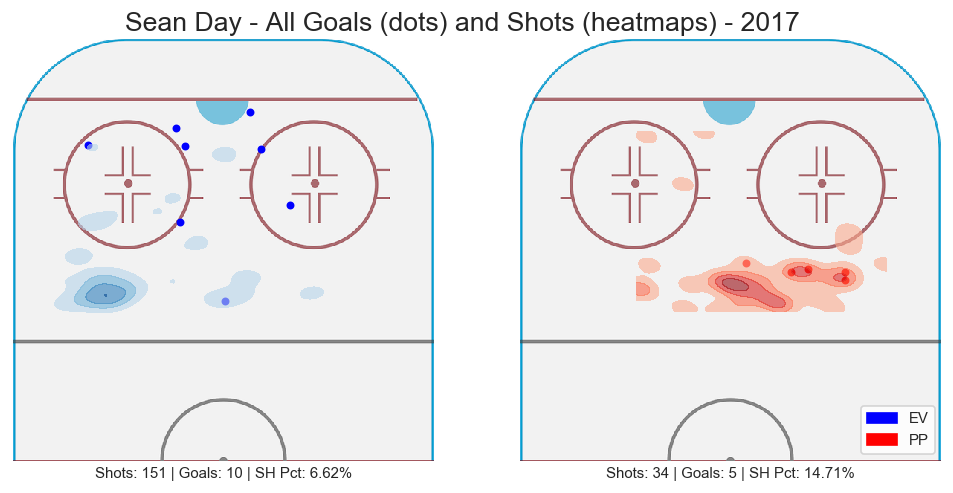 Sean Day - All Goals (dots) and Shots (heatmaps) - 2017
EV
PP
Shots: 151 | Goals: 10 | SH Pct: 6.62%
Shots: 34 | Goals: 5 | SH Pct: 14.71%